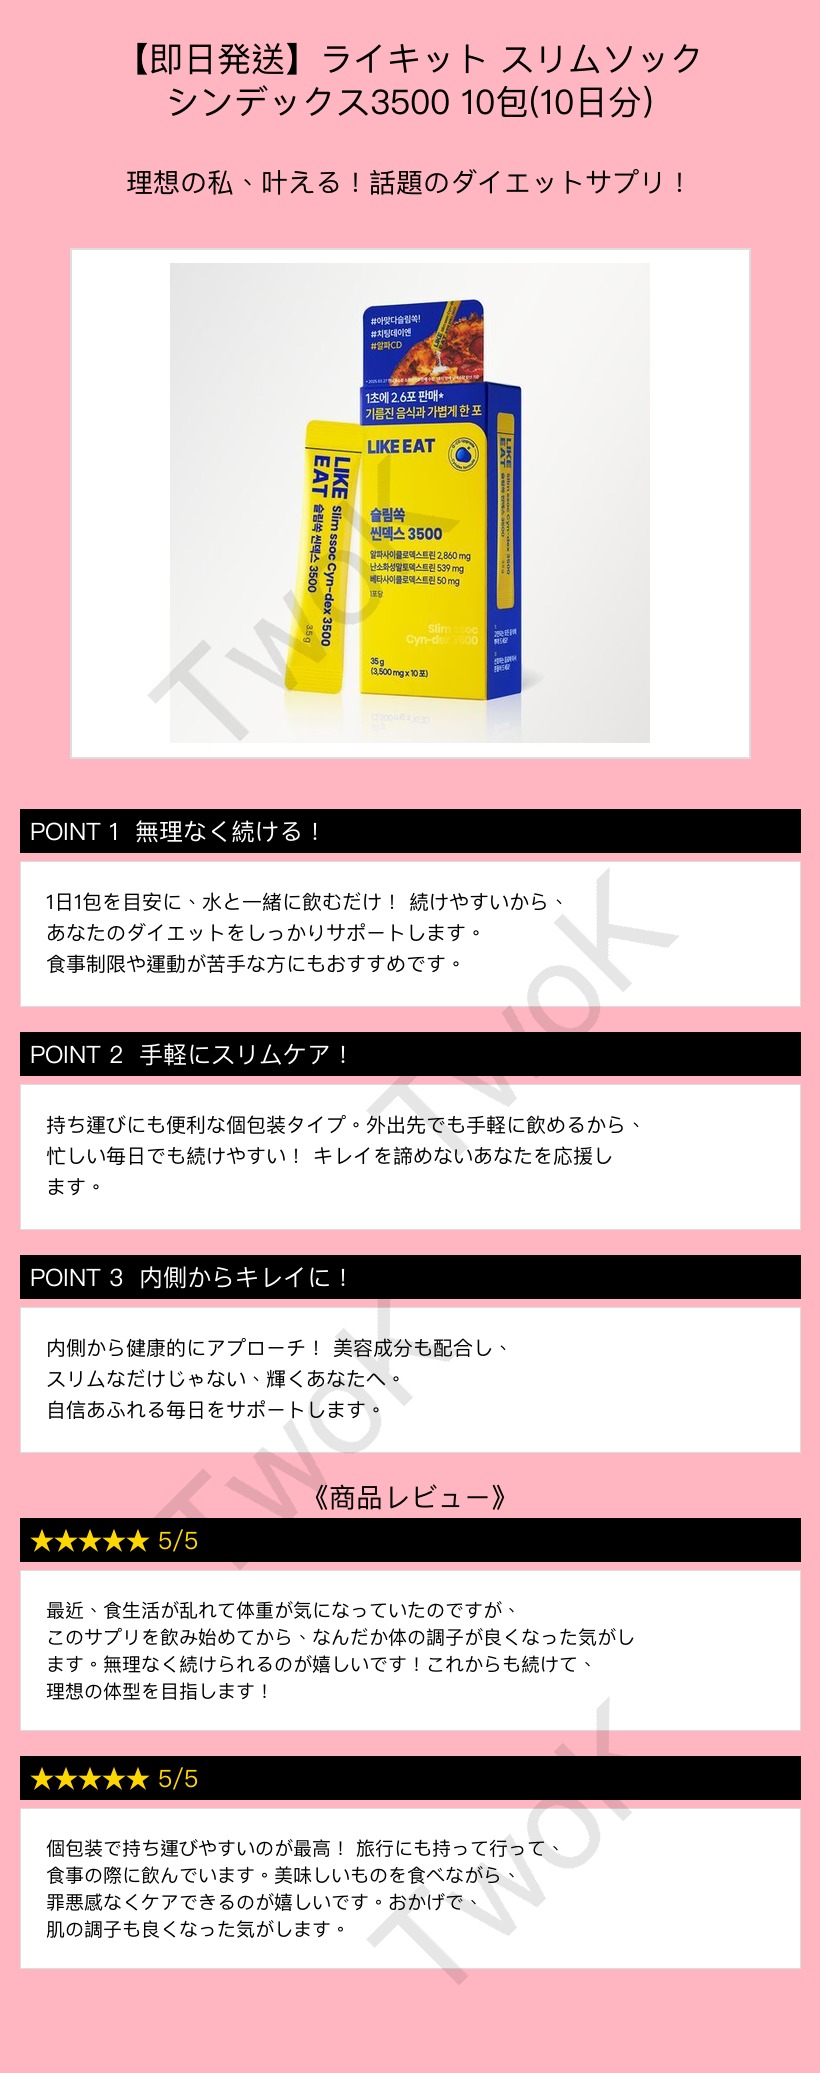 【即日発送】ライキット スリムソック
シンデックス3500 10包(10日分)
理想の私、叶える！話題のダイエットサプリ！
#아맞다슬림쏙!
#치팅데이엔
#알파CD
1초에 2.6포 판매*
기름진 음식과 가볍게 한 포
LIKE EAT
슬림쏙
씬덱스 3500
알파사이클로덱스트린 2,860 mg
난소화성말토덱스트린 539 mg
베타사이클로덱스트린 50 mg
1포당
Slim ssoc
Cyn-dex 3500
35 g
(3,500 mg x 10 포)
LIKE
EAT
Slim ssoc Cyn-dex 3500
슬림쏙 씬덱스 3500
3.5 g
LIKE
EAT
Slim ssoc Cyn-dex 3500
슬림쏙 씬덱스 3500
TwoK
POINT 1 無理なく続ける！
1日1包を目安に、水と一緒に飲むだけ！ 続けやすいから、
あなたのダイエットをしっかりサポートします。
食事制限や運動が苦手な方にもおすすめです。
TwoK
POINT 2 手軽にスリムケア！
持ち運びにも便利な個包装タイプ。外出先でも手軽に飲めるから、
忙しい毎日でも続けやすい！ キレイを諦めないあなたを応援し
ます。
POINT 3 内側からキレイに！
内側から健康的にアプローチ！ 美容成分も配合し、
スリムなだけじゃない、輝くあなたへ。
自信あふれる毎日をサポートします。
TwoK
《商品レビュー》
★★★★★ 5/5
最近、食生活が乱れて体重が気になっていたのですが、
このサプリを飲み始めてから、なんだか体の調子が良くなった気がし
ます。無理なく続けられるのが嬉しいです！これからも続けて、
理想の体型を目指します！
★★★★★ 5/5
個包装で持ち運びやすいのが最高！ 旅行にも持って行って、
食事の際に飲んでいます。美味しいものを食べながら、
罪悪感なくケアできるのが嬉しいです。おかげで、
肌の調子も良くなった気がします。
TwoK